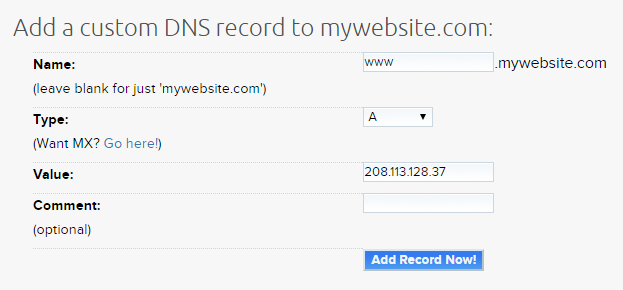 Add a custom DNS record to mywebsite.com:
Name: www .mywebsite.com
(leave blank for just 'mywebsite.com')
Type: A
(Want MX? Go here!)
Value: 208.113.128.37
Comment:
(optional)
Add Record Now!